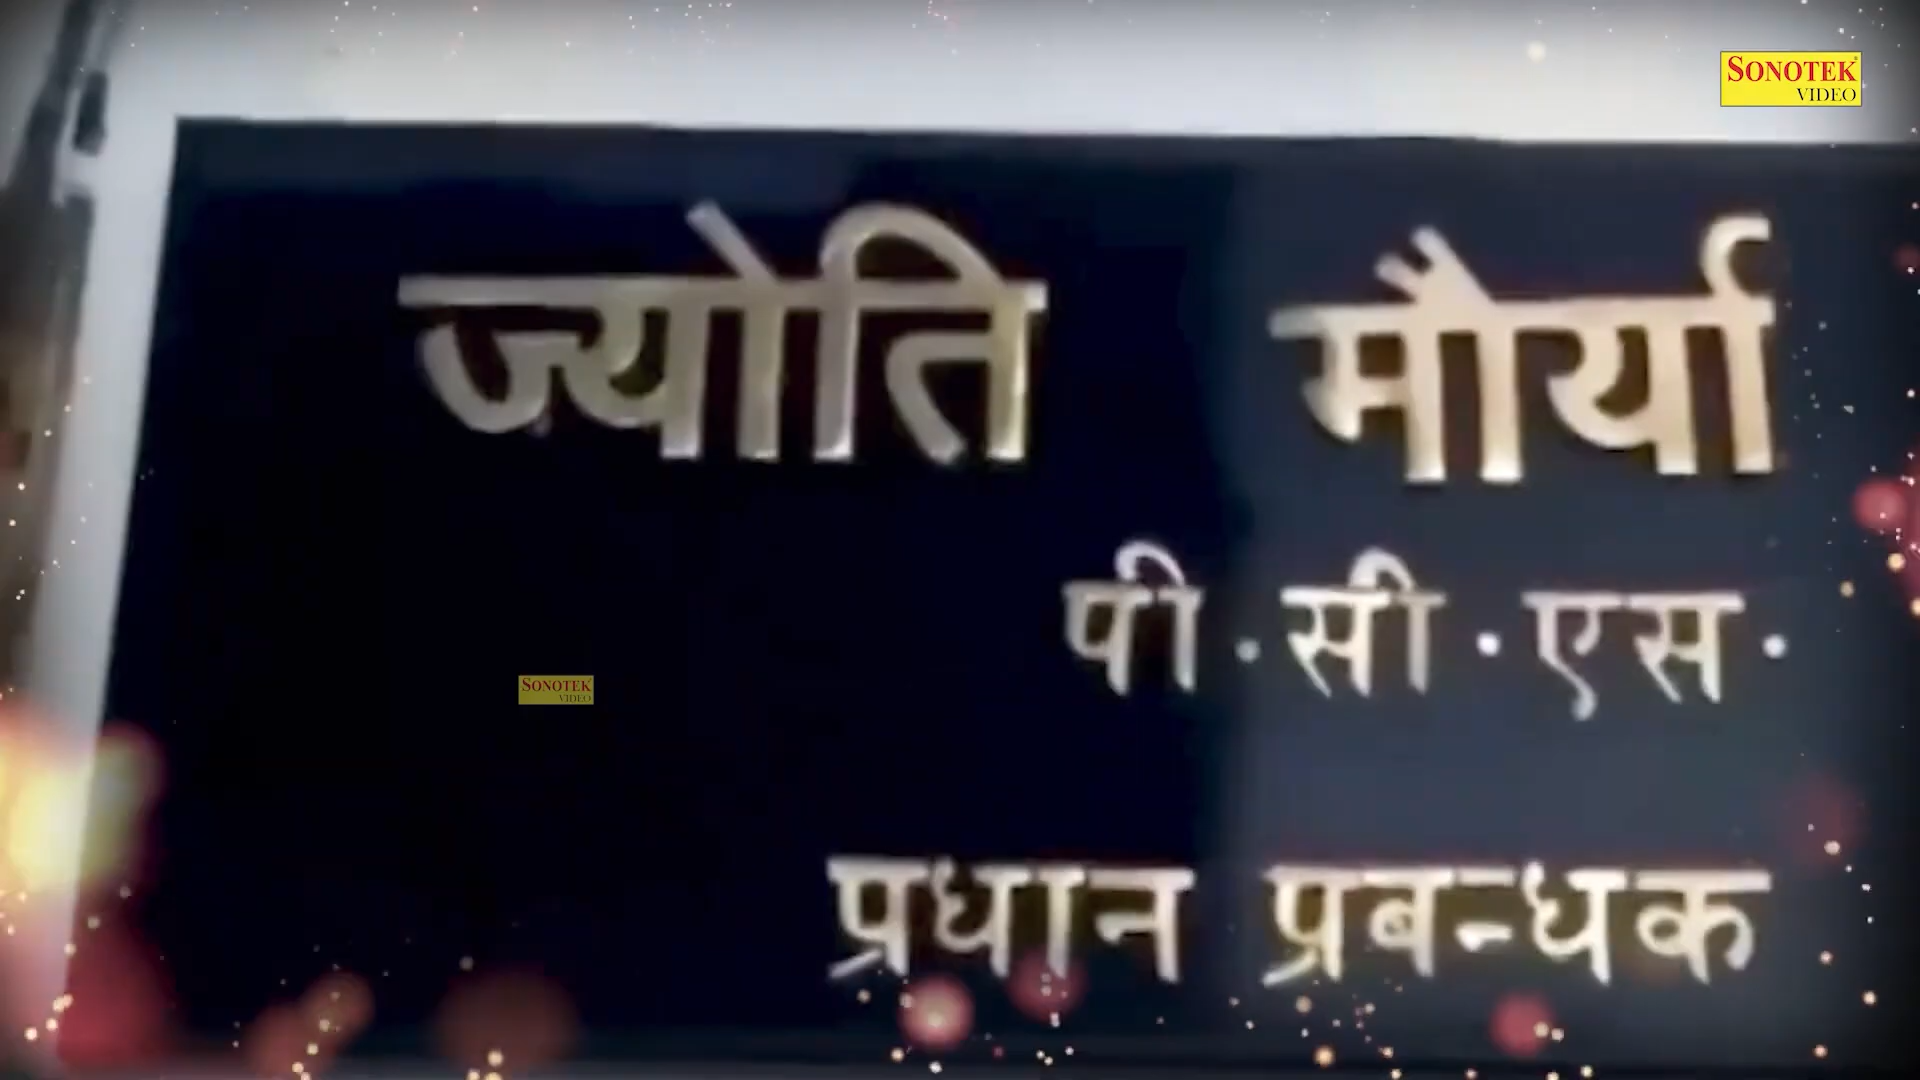 SONOTEK
VIDEO
ज्योति मौर्या
पी.सी.एस.
SONOTEK
VIDEO
प्रधान प्रबन्धक